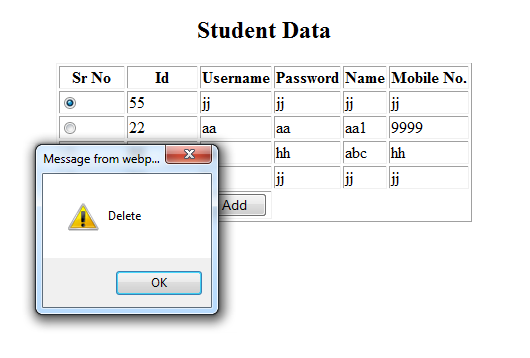 Student Data
Sr No Id Username Password Name Mobile No.
55 jj jj jj jj
22 aa aa aa1 9999
hh abc hh
jj jj jj
Add
Message from webp...
Delete
OK